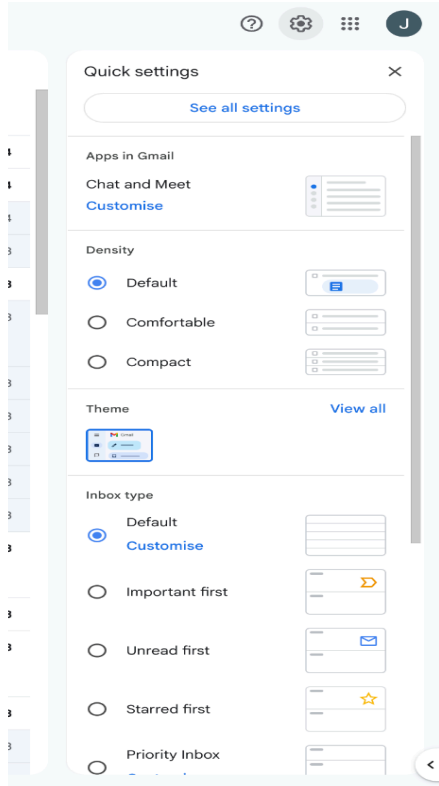 J
Quick settings
See all settings
Apps in Gmail
Chat and Meet
Customise
Density
Default
Comfortable
Compact
Theme
View all
Gmail
Inbox type
Default
Customise
Important first
Unread first
Starred first
Priority Inbox